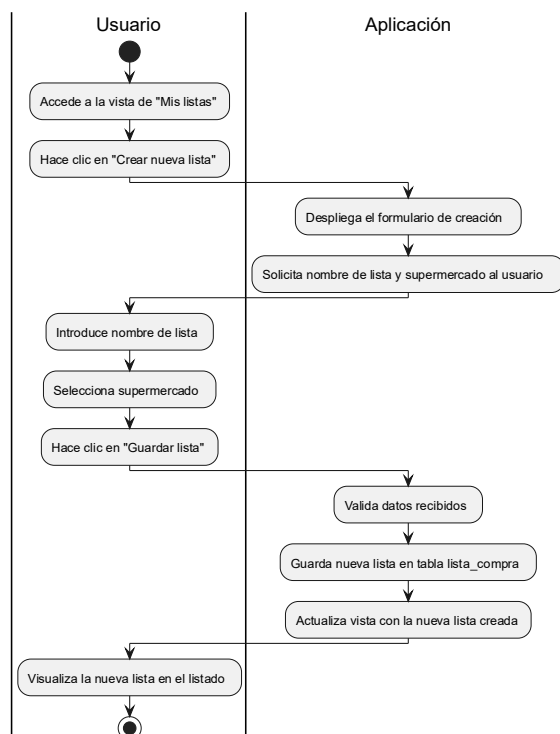 Usuario
Aplicación
Accede a la vista de "Mis listas"
Hace clic en "Crear nueva lista"
Despliega el formulario de creación
Solicita nombre de lista y supermercado al usuario
Introduce nombre de lista
Selecciona supermercado
Hace clic en "Guardar lista"
Valida datos recibidos
Guarda nueva lista en tabla lista_compra
Actualiza vista con la nueva lista creada
Visualiza la nueva lista en el listado